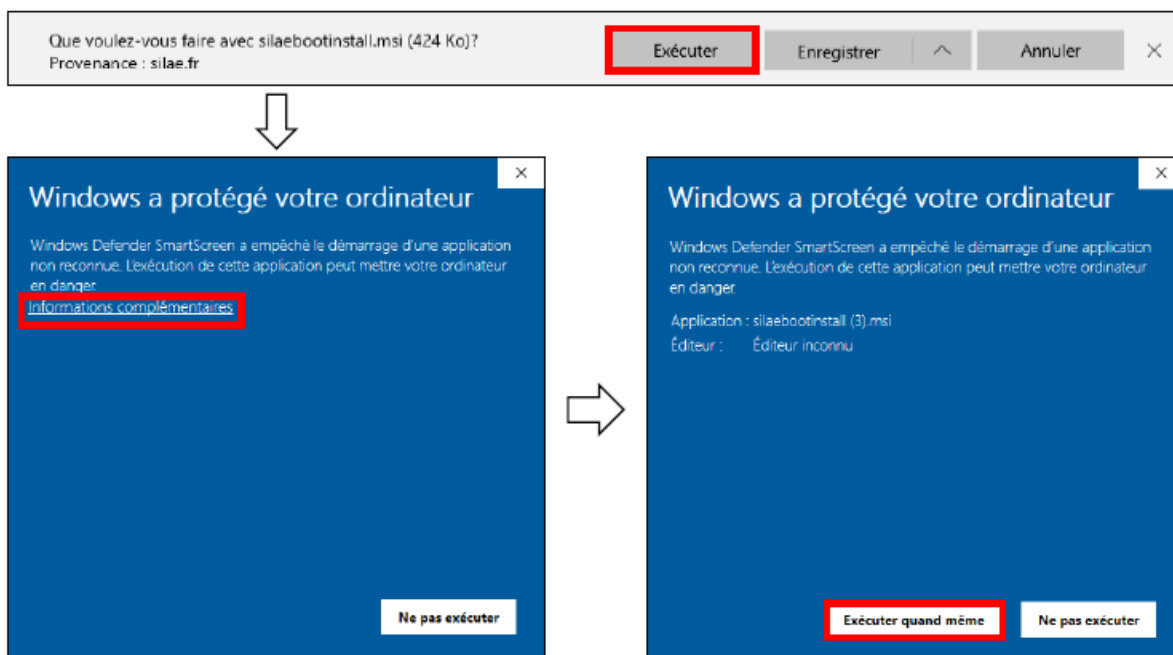 Que voulez-vous faire avec silaebootinstall.msi (424 Ko)?
Provenance : silae.fr
Exécuter
Enregistrer
Annuler
Windows a protégé votre ordinateur
Windows Defender SmartScreen a empêché le démarrage d'une application
non reconnue. L'exécution de cette application peut mettre votre ordinateur
en danger.
Informations complémentaires
Ne pas exécuter
Windows a protégé votre ordinateur
Windows Defender SmartScreen a empêché le démarrage d'une application
non reconnue. L'exécution de cette application peut mettre votre ordinateur
en danger.
Application : silaebootinstall (3).msi
Éditeur : Éditeur inconnu
Exécuter quand même
Ne pas exécuter